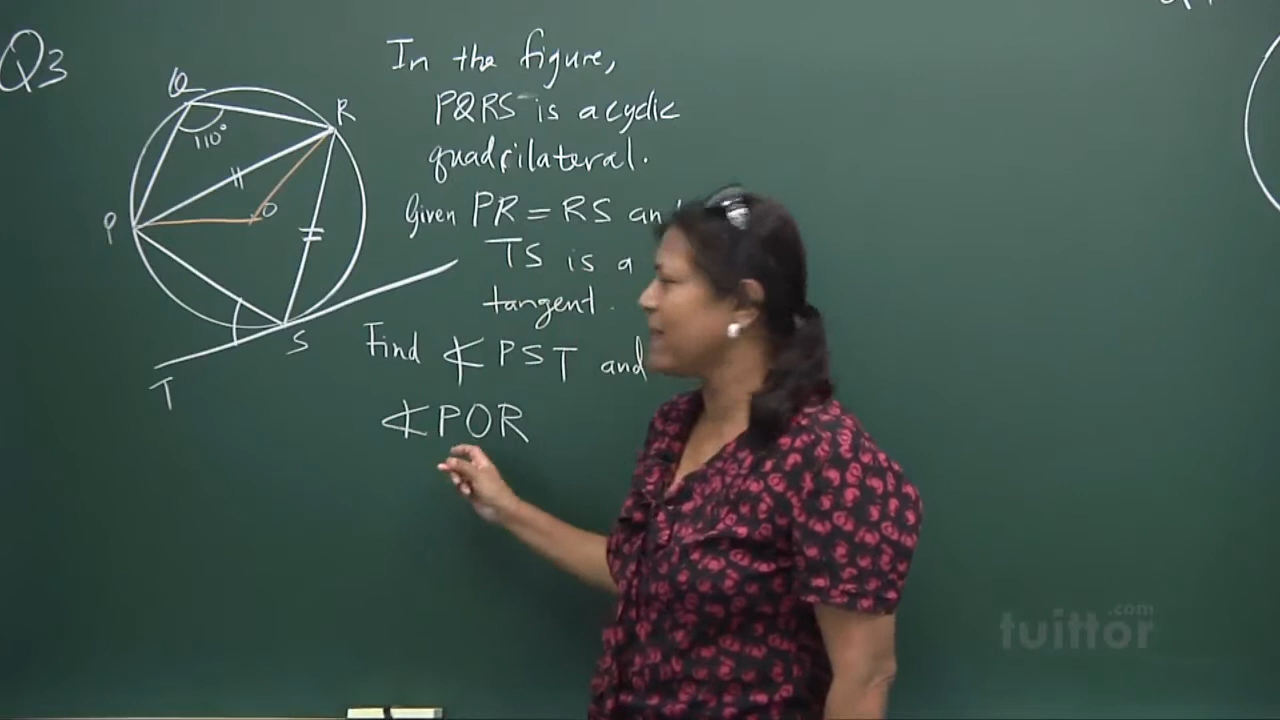 Q3
In the figure,
PQRS is a cyclic
quadrilateral.
Given PR = RS
TS is a
tangent.
Find ∢PST and
∢POR
Q
R
110°
P
O
S
T
tuittor.com